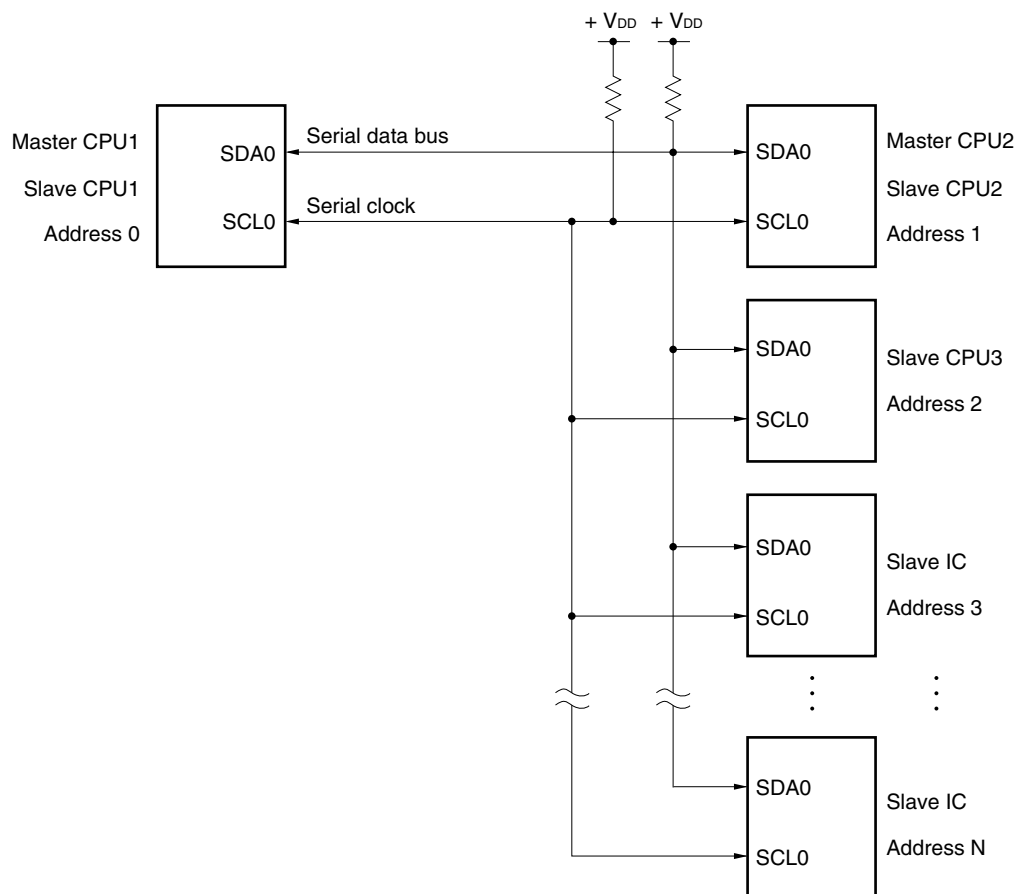 + VDD
+ VDD
Master CPU1
Slave CPU1
Address 0
SDA0
SCL0
Serial data bus
Serial clock
SDA0
SCL0
Master CPU2
Slave CPU2
Address 1
SDA0
SCL0
Slave CPU3
Address 2
SDA0
SCL0
Slave IC
Address 3
SDA0
SCL0
Slave IC
Address N